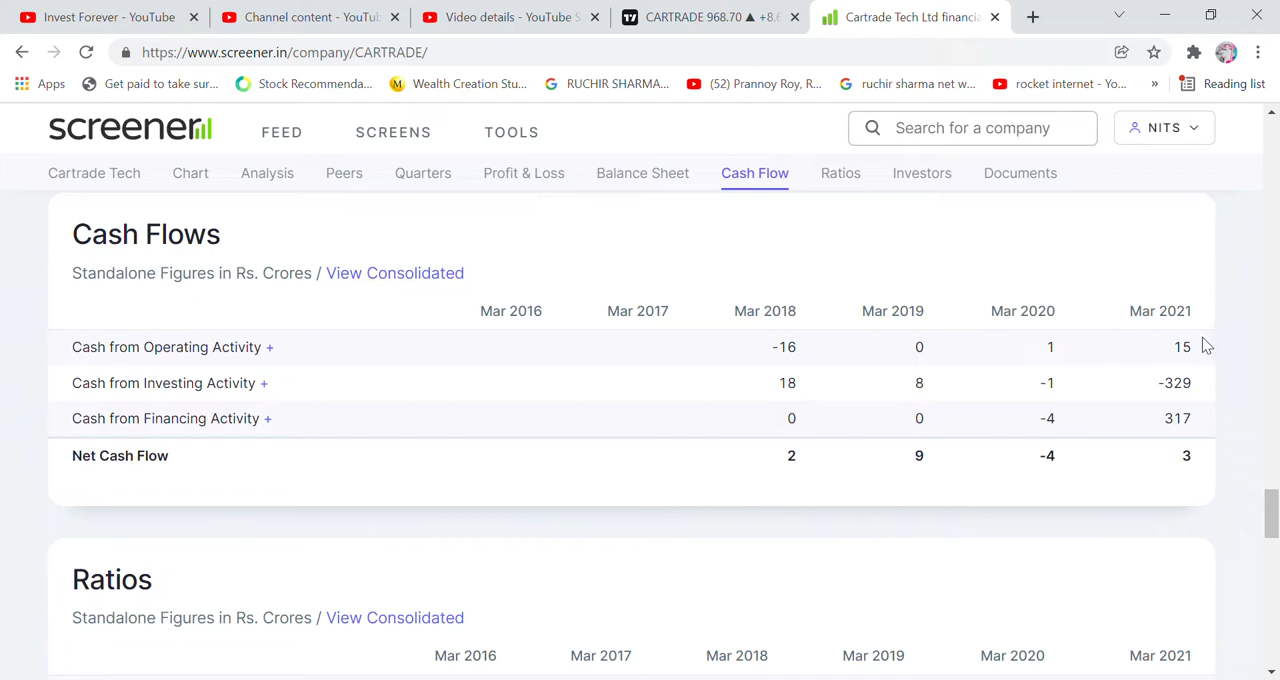 Invest Forever - YouTube
Channel content - YouTu
Video details - YouTube S
CARTRADE 968.70 ▲ +8.6
Cartrade Tech Ltd financia
https://www.screener.in/company/CARTRADE/
Apps
Get paid to take sur...
Stock Recommenda...
Wealth Creation Stu...
RUCHIR SHARMA...
(52) Prannoy Roy, R...
ruchir sharma net w...
rocket internet - Yo...
»
Reading list
screener
FEED
SCREENS
TOOLS
Search for a company
NITS
Cartrade Tech Chart Analysis Peers Quarters Profit & Loss Balance Sheet Cash Flow Ratios Investors Documents
Cash Flows
Standalone Figures in Rs. Crores / View Consolidated
Mar 2016 Mar 2017 Mar 2018 Mar 2019 Mar 2020 Mar 2021
Cash from Operating Activity + -16 0 1 15
Cash from Investing Activity + 18 8 -1 -329
Cash from Financing Activity + 0 0 -4 317
Net Cash Flow 2 9 -4 3
Ratios
Standalone Figures in Rs. Crores / View Consolidated
Mar 2016 Mar 2017 Mar 2018 Mar 2019 Mar 2020 Mar 2021